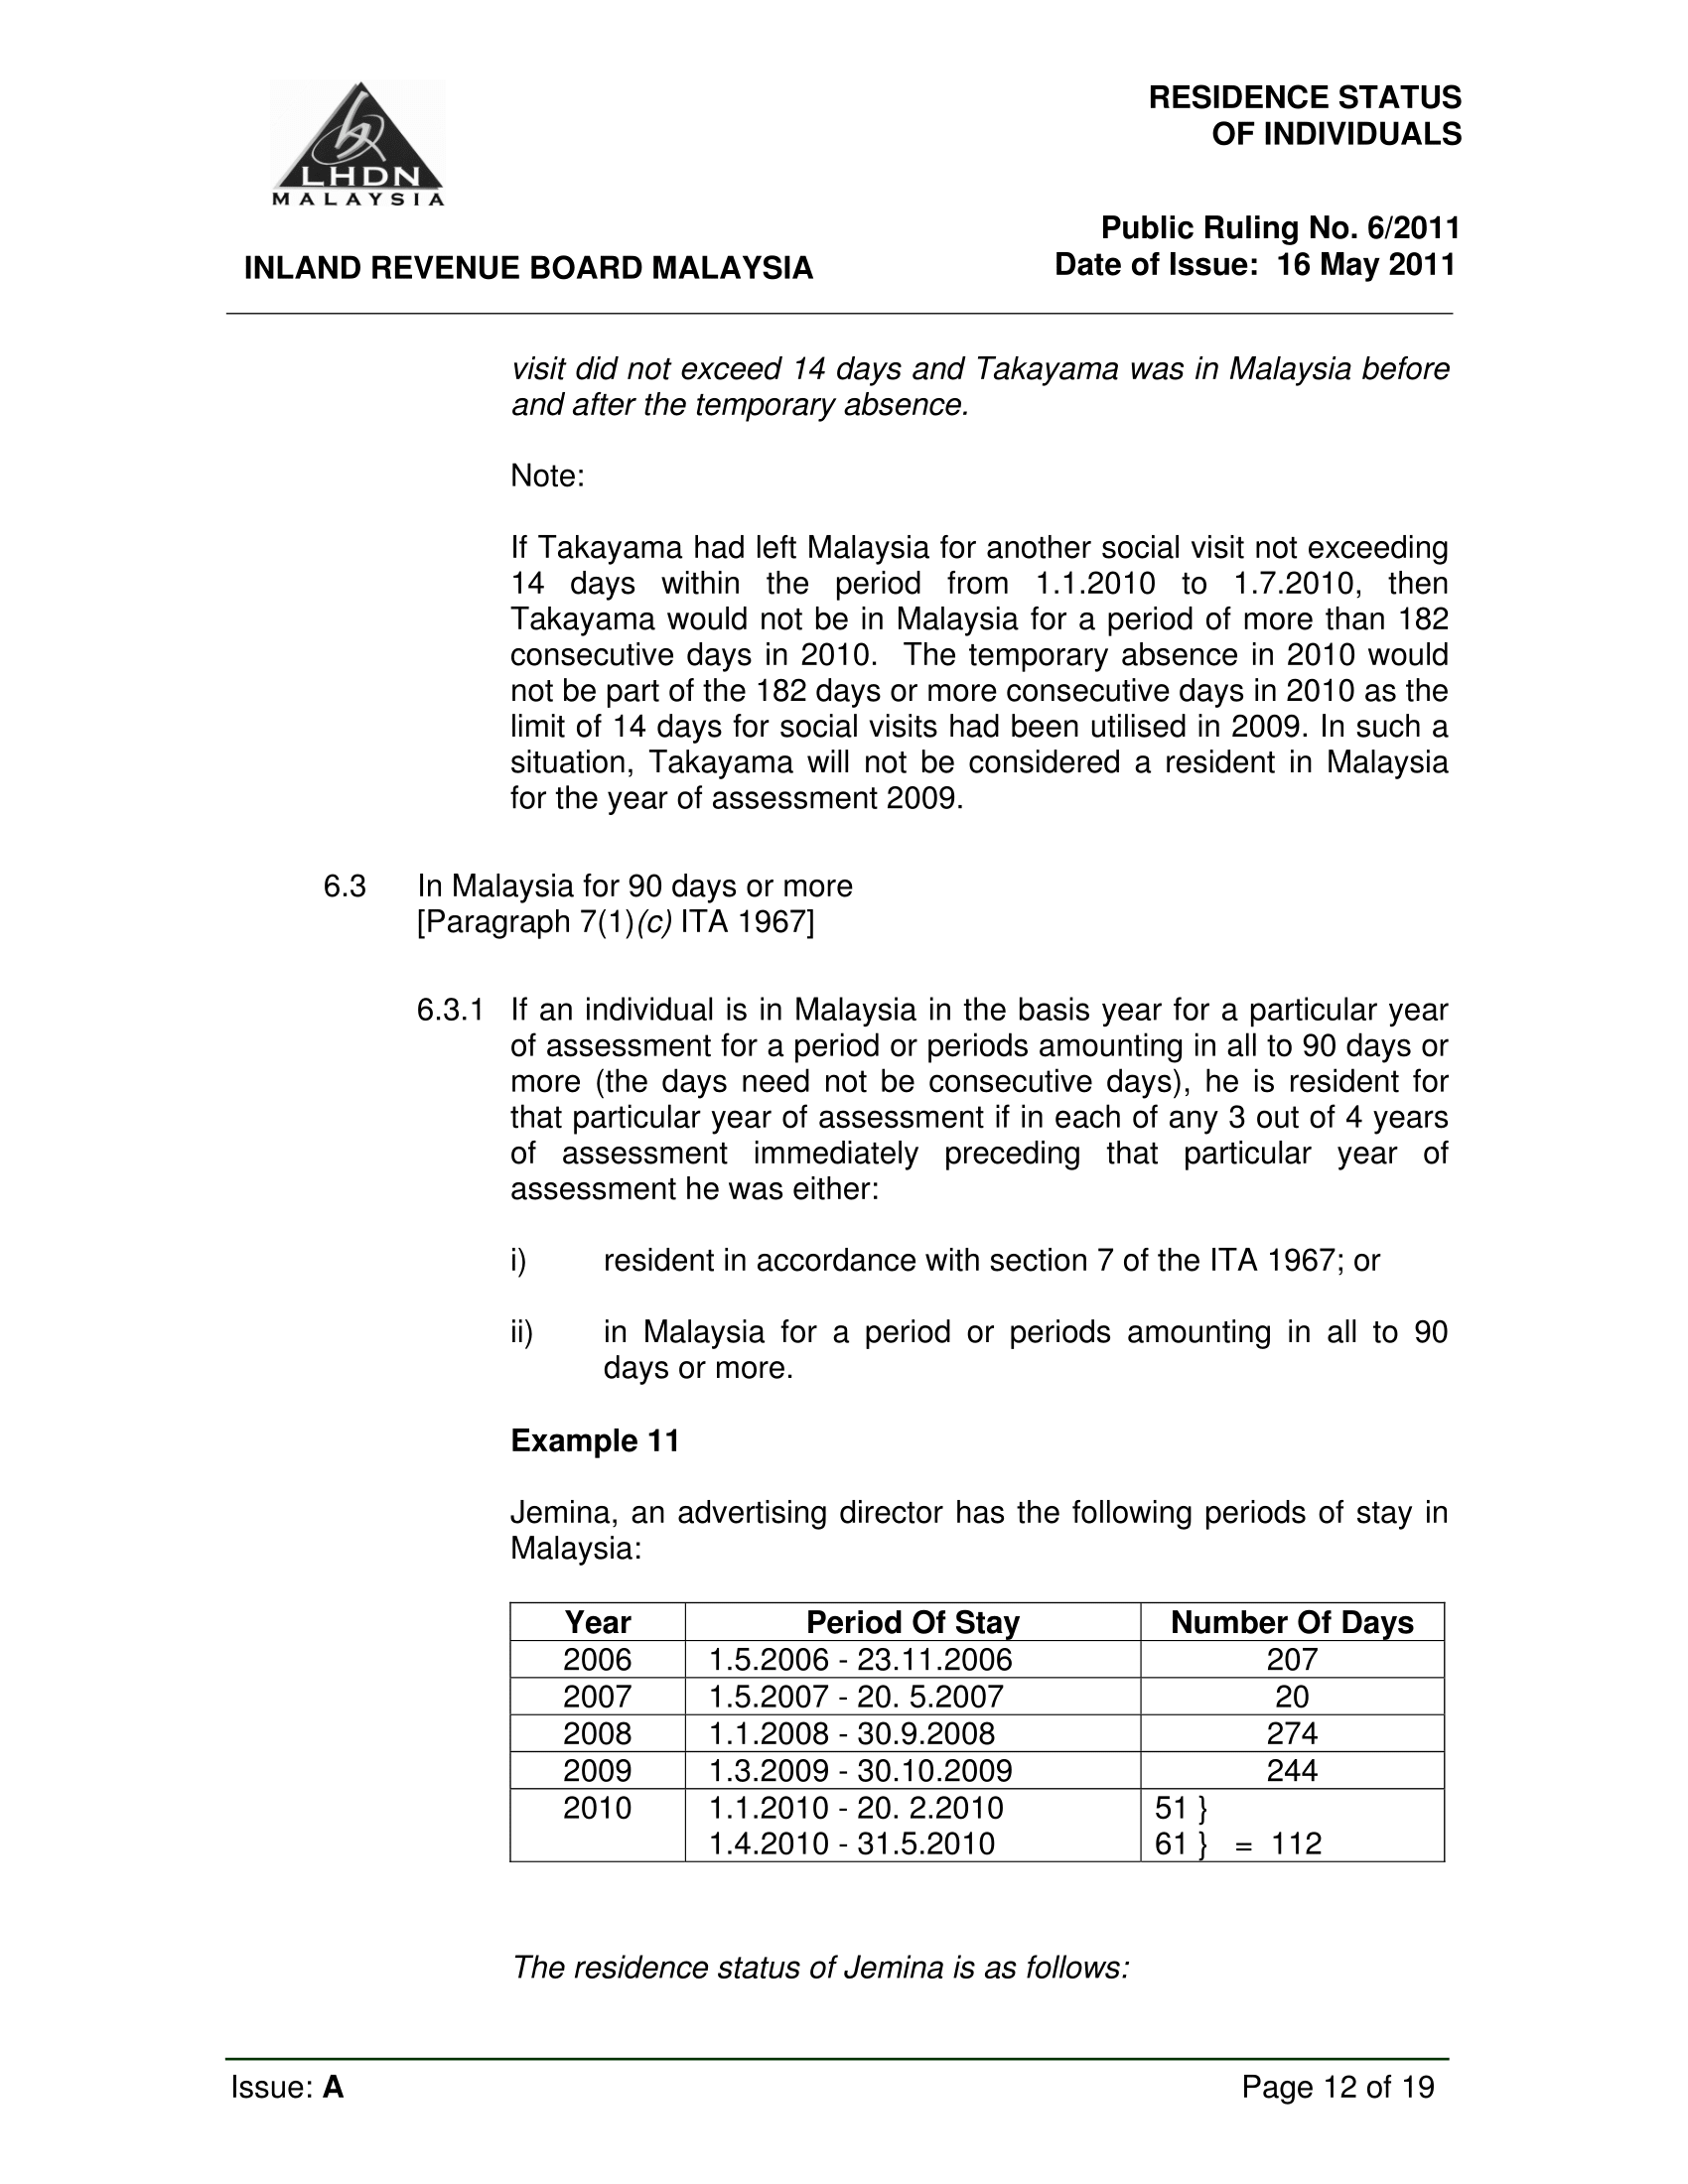 LHDN
MALAYSIA
RESIDENCE STATUS
OF INDIVIDUALS
Public Ruling No. 6/2011
INLAND REVENUE BOARD MALAYSIA
Date of Issue: 16 May 2011
visit did not exceed 14 days and Takayama was in Malaysia before
and after the temporary absence.
Note:
If Takayama had left Malaysia for another social visit not exceeding
14 days within the period from 1.1.2010 to 1.7.2010, then
Takayama would not be in Malaysia for a period of more than 182
consecutive days in 2010. The temporary absence in 2010 would
not be part of the 182 days or more consecutive days in 2010 as the
limit of 14 days for social visits had been utilised in 2009. In such a
situation, Takayama will not be considered a resident in Malaysia
for the year of assessment 2009.
6.3 In Malaysia for 90 days or more
[Paragraph 7(1)(c) ITA 1967]
6.3.1 If an individual is in Malaysia in the basis year for a particular year
of assessment for a period or periods amounting in all to 90 days or
more (the days need not be consecutive days), he is resident for
that particular year of assessment if in each of any 3 out of 4 years
of assessment immediately preceding that particular year of
assessment he was either:
i) resident in accordance with section 7 of the ITA 1967; or
ii) in Malaysia for a period or periods amounting in all to 90
days or more.
Example 11
Jemina, an advertising director has the following periods of stay in
Malaysia:
Year Period Of Stay Number Of Days
2006 1.5.2006 - 23.11.2006 207
2007 1.5.2007 - 20. 5.2007 20
2008 1.1.2008 - 30.9.2008 274
2009 1.3.2009 - 30.10.2009 244
2010 1.1.2010 - 20. 2.2010 51 }
1.4.2010 - 31.5.2010 61 } = 112
The residence status of Jemina is as follows:
Issue: A Page 12 of 19